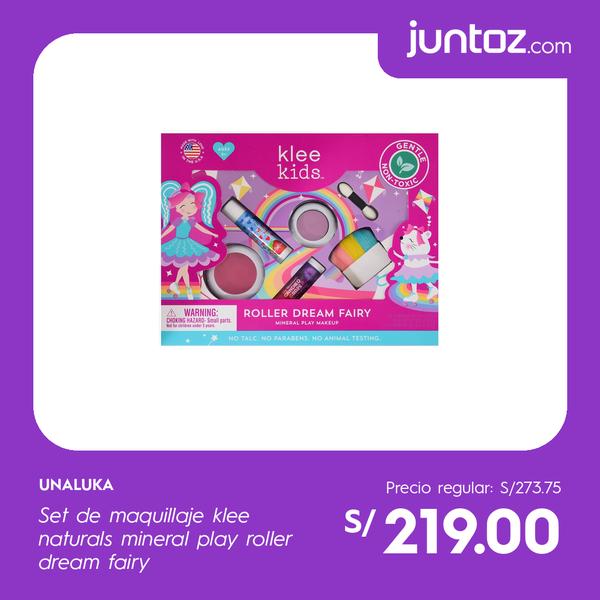 juntoz.com
klee
kids
GENTLE
NON-TOXIC
WARNING:
CHOKING HAZARD- Small parts.
Not for children under 3 years.
ROLLER DREAM FAIRY
MINERAL PLAY MAKEUP
NO TALC. NO PARABENS. NO ANIMAL TESTING.
UNALUKA
Set de maquillaje klee
naturals mineral play roller
dream fairy
Precio regular: S/273.75
S/ 219.00